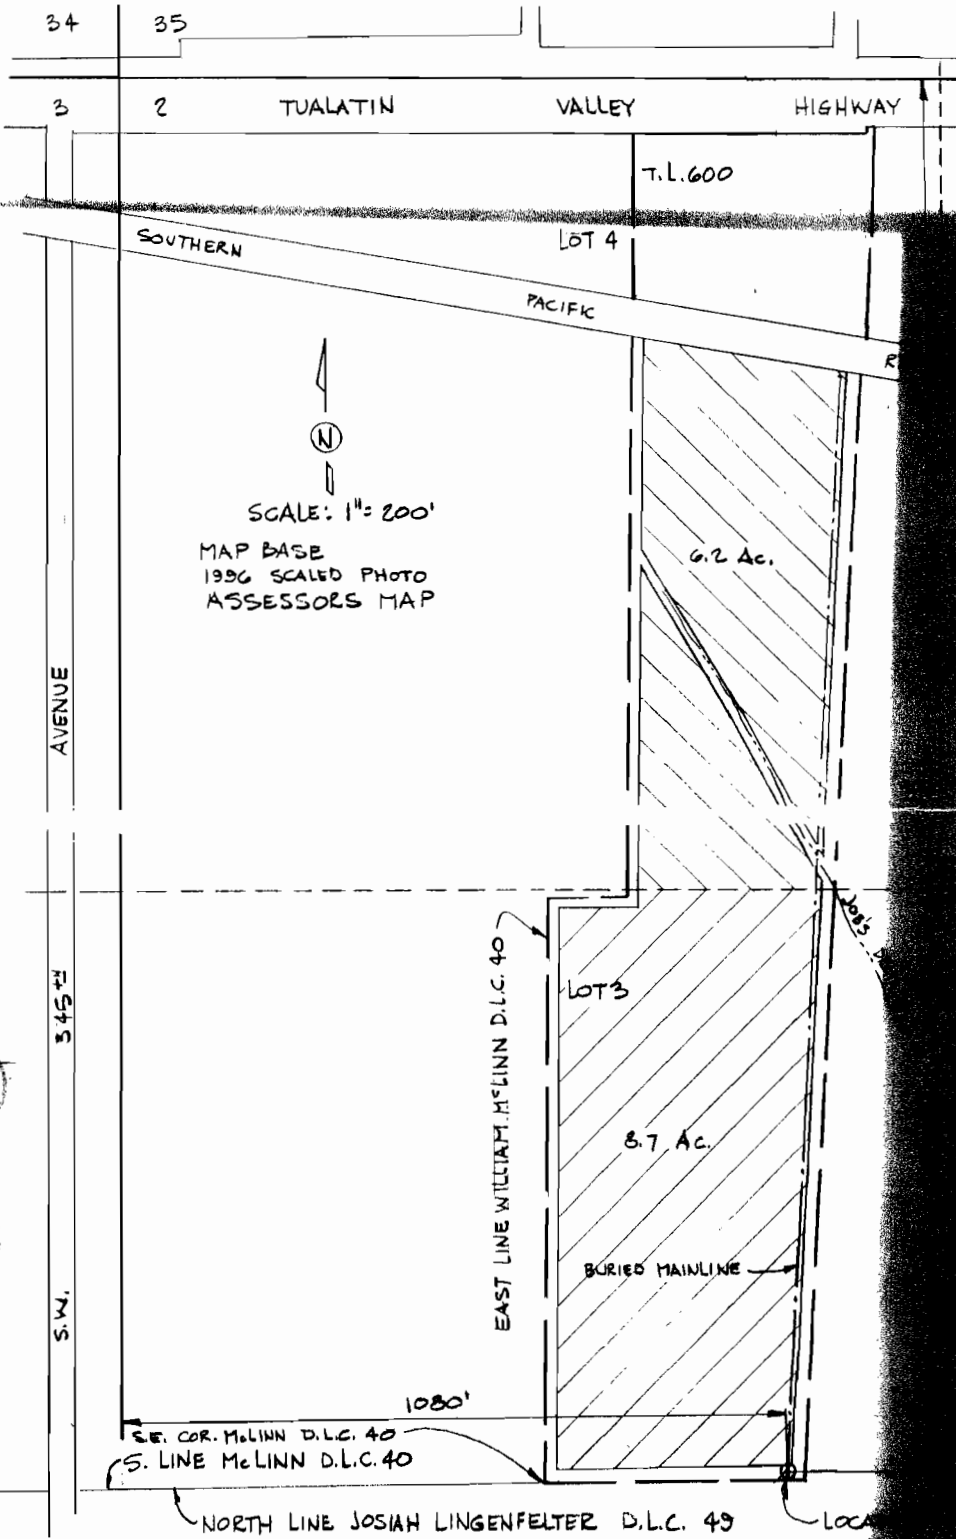 34 35
3 2 TUALATIN VALLEY HIGHWAY
T.L.600
LOT 4
SOUTHERN PACIFIC R
N
SCALE: 1"= 200'
MAP BASE
1996 SCALED PHOTO
ASSESSORS MAP
6.2 Ac.
S.W. 345TH AVENUE
JOB'S
EAST LINE WILLIAM McLINN D.L.C. 40
LOT 3
8.7 Ac.
BURIED MAINLINE
1080'
S.E. COR. McLINN D.L.C. 40
S. LINE McLINN D.L.C. 40
NORTH LINE JOSIAH LINGENFELTER D.L.C. 49
LOCA